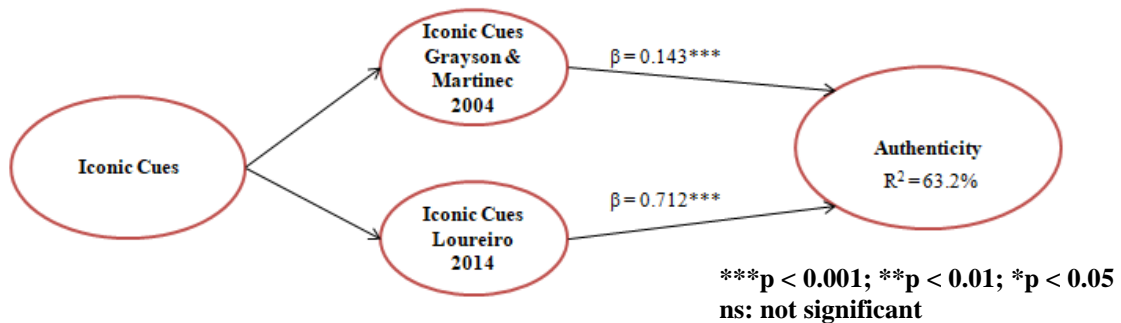 Iconic Cues
Iconic Cues
Grayson &
Martinec
2004
β = 0.143***
Iconic Cues
Loureiro
2014
β = 0.712***
Authenticity
R² = 63.2%
***p < 0.001; **p < 0.01; *p < 0.05
ns: not significant